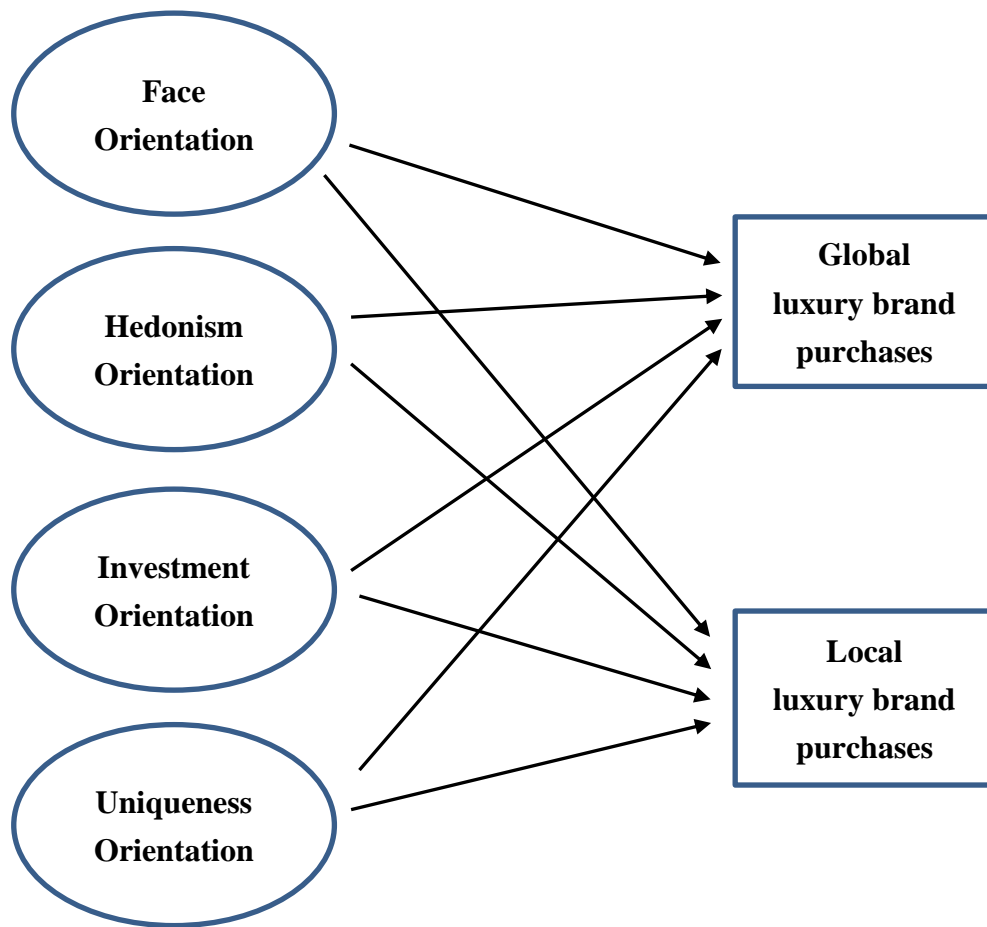 Face
Orientation
Hedonism
Orientation
Investment
Orientation
Uniqueness
Orientation
Global
luxury brand
purchases
Local
luxury brand
purchases